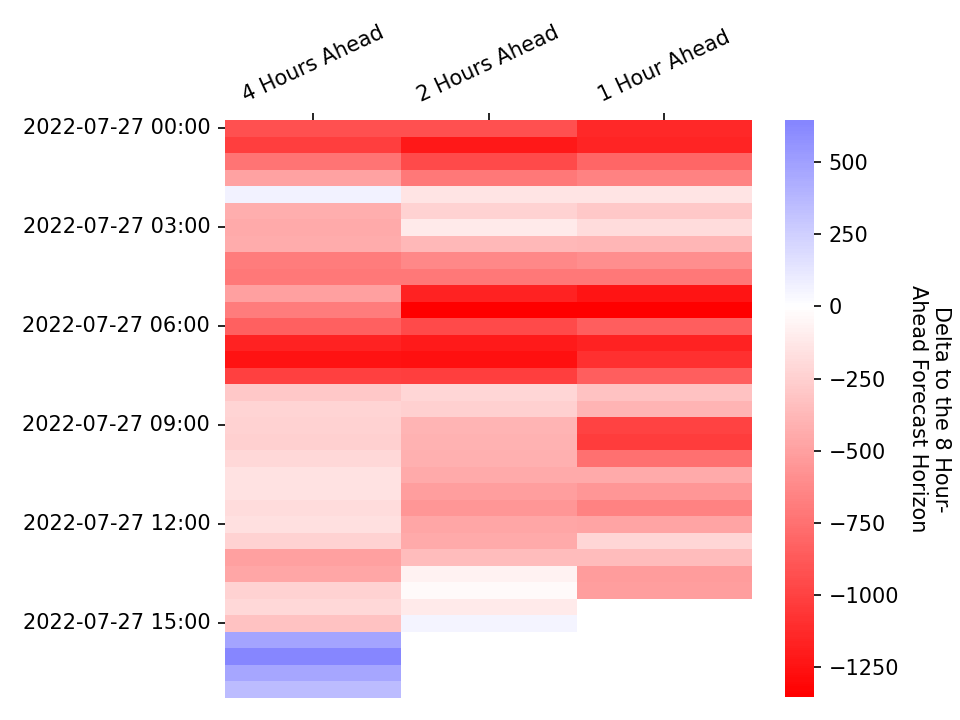 4 Hours Ahead
2 Hours Ahead
1 Hour Ahead
2022-07-27 00:00
2022-07-27 03:00
2022-07-27 06:00
2022-07-27 09:00
2022-07-27 12:00
2022-07-27 15:00
500
250
0
−250
−500
−750
−1000
−1250
Delta to the 8 Hour-
Ahead Forecast Horizon